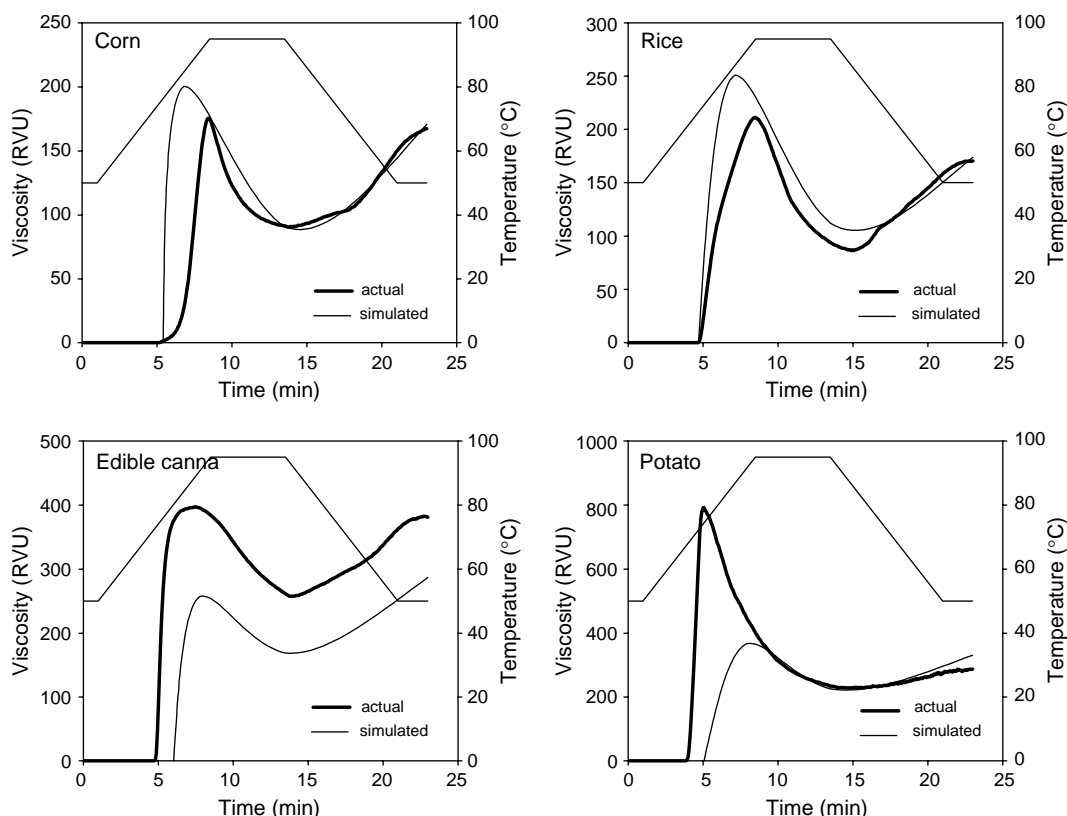 Corn
250
200
150
100
50
0
Viscosity (RVU)
100
80
60
40
20
0
Temperature (°C)
actual
simulated
0 5 10 15 20 25
Time (min)
Rice
300
250
200
150
100
50
0
Viscosity (RVU)
100
80
60
40
20
0
Temperature (°C)
actual
simulated
0 5 10 15 20 25
Time (min)
Edible canna
500
400
300
200
100
0
Viscosity (RVU)
100
80
60
40
20
0
Temperature (°C)
actual
simulated
0 5 10 15 20 25
Time (min)
Potato
1000
800
600
400
200
0
Viscosity (RVU)
100
80
60
40
20
0
Temperature (°C)
actual
simulated
0 5 10 15 20 25
Time (min)